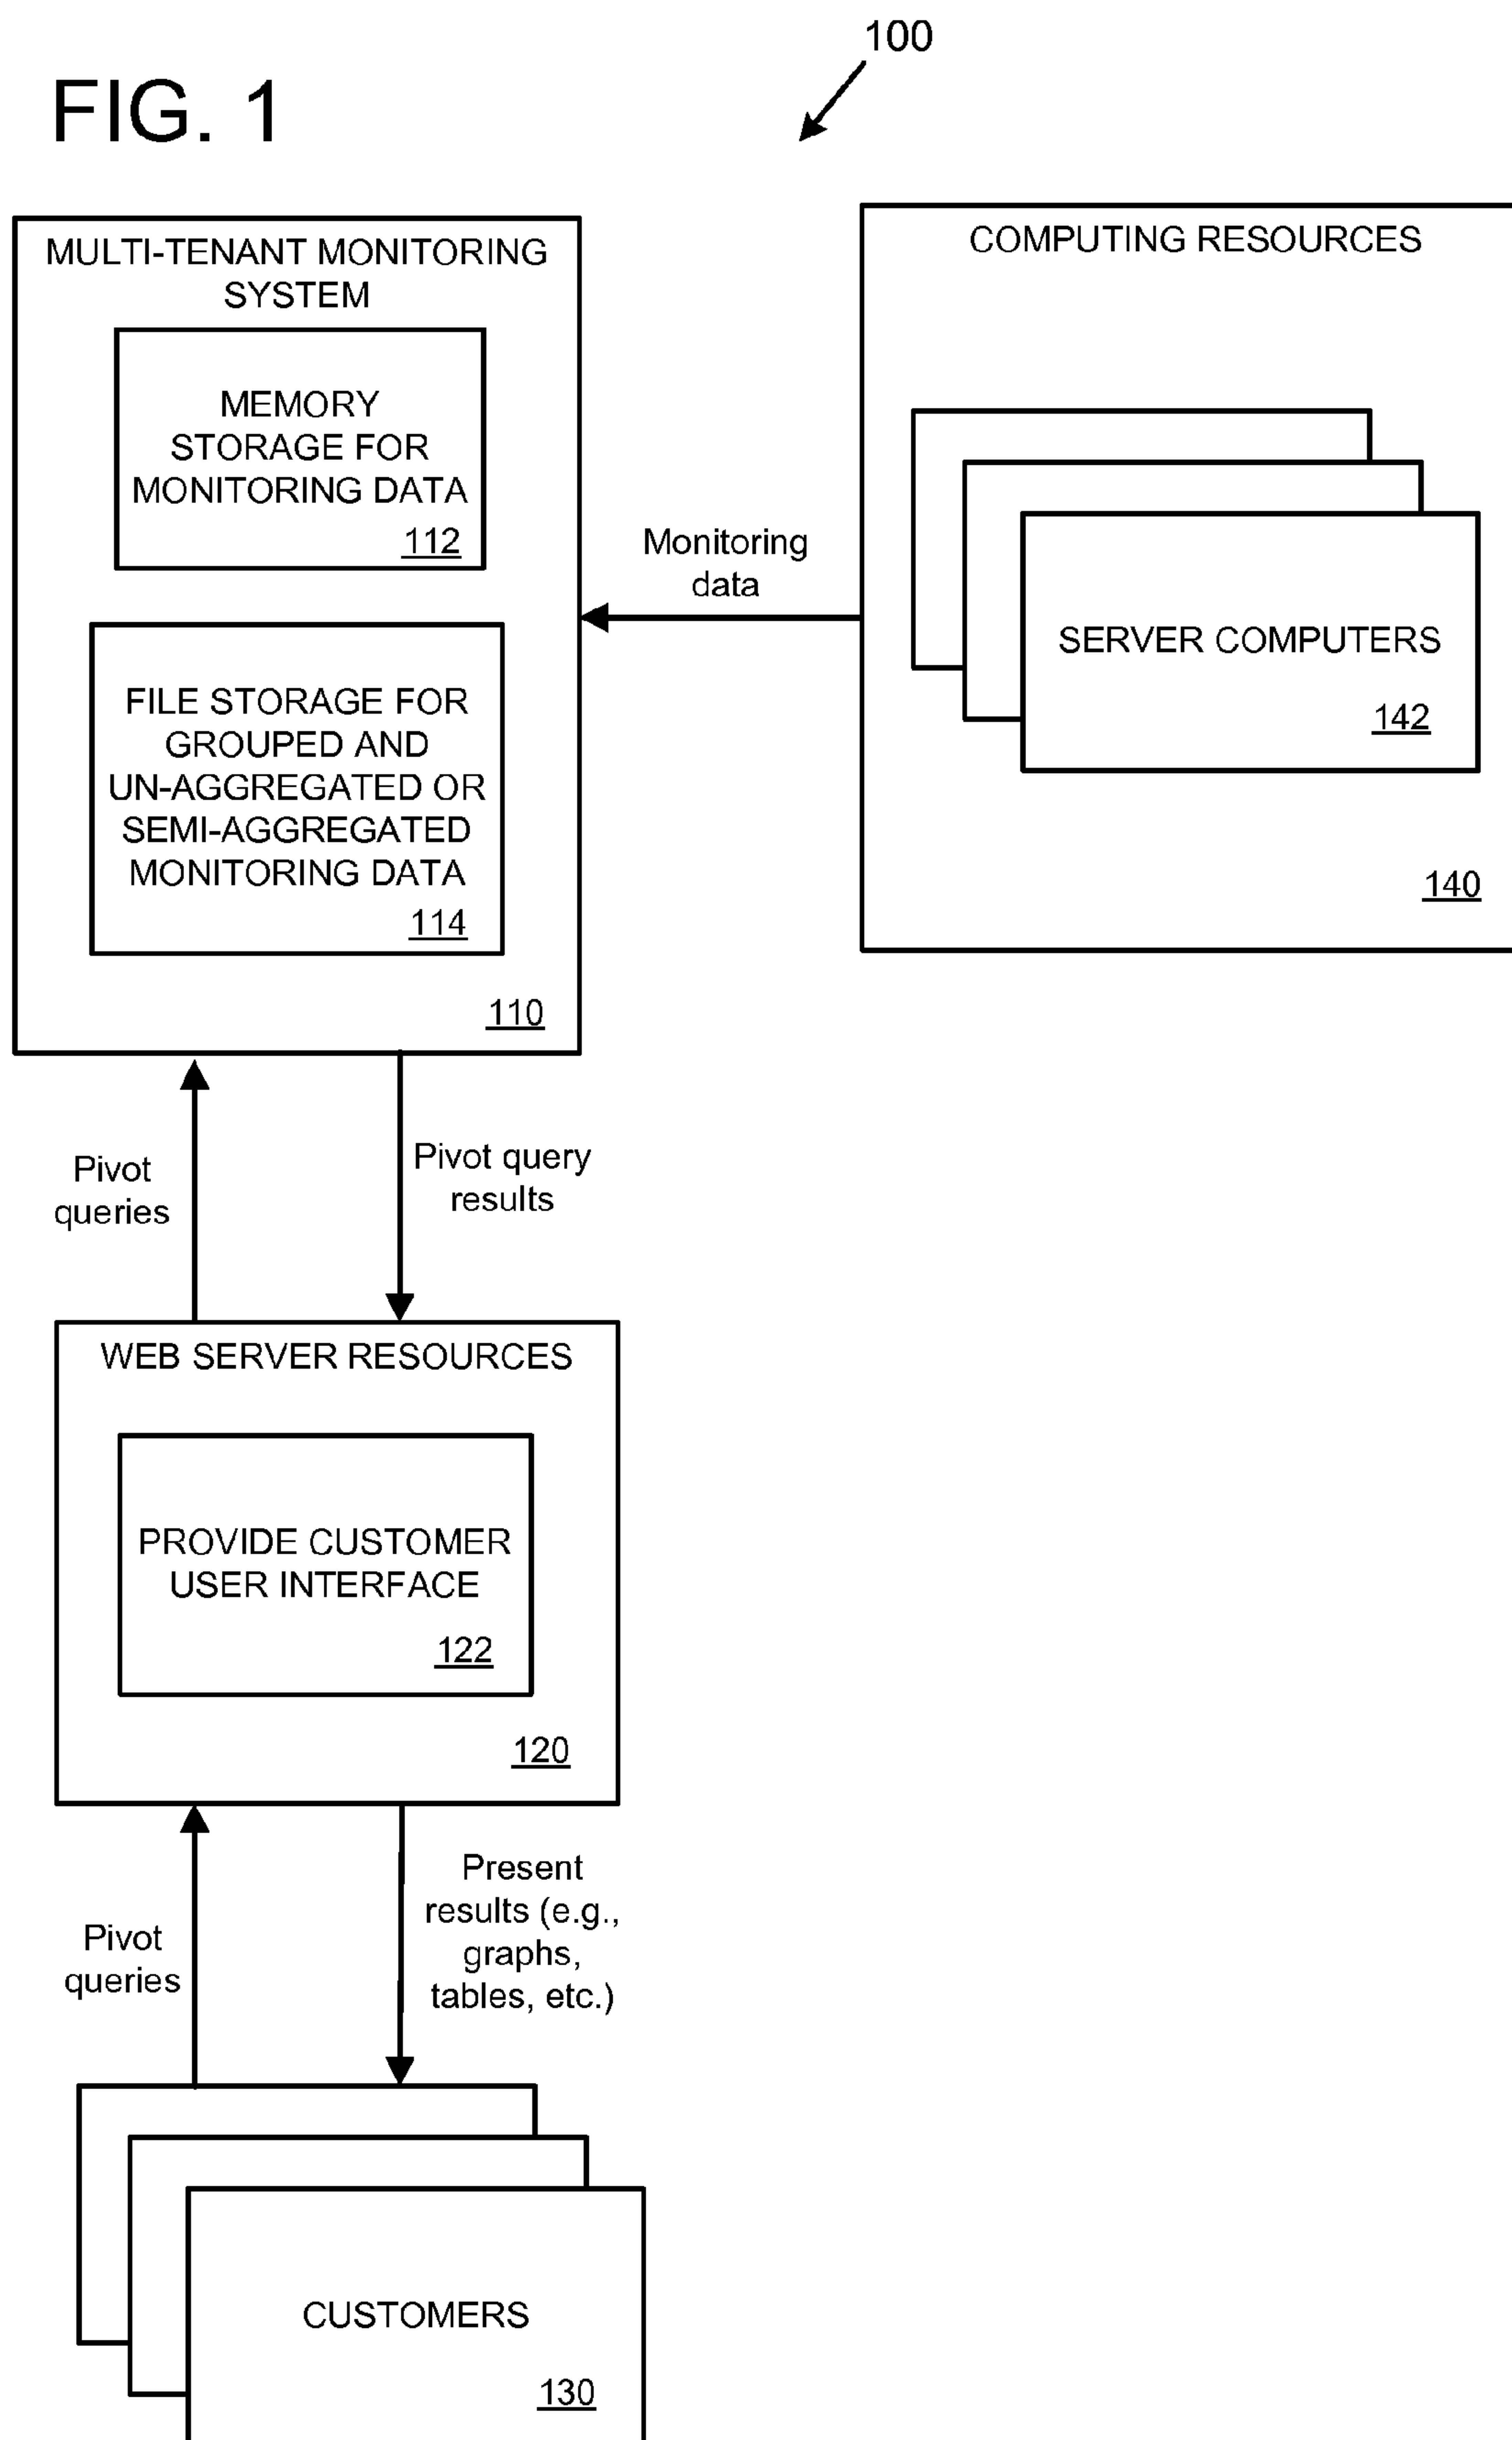 100
FIG. 1
MULTI-TENANT MONITORING
SYSTEM
MEMORY
STORAGE FOR
MONITORING DATA
112
FILE STORAGE FOR
GROUPED AND
UN-AGGREGATED OR
SEMI-AGGREGATED
MONITORING DATA
114
110
Monitoring
data
COMPUTING RESOURCES
SERVER COMPUTERS
142
140
Pivot
queries
Pivot query
results
WEB SERVER RESOURCES
PROVIDE CUSTOMER
USER INTERFACE
122
120
Pivot
queries
Present
results (e.g.,
graphs,
tables, etc.)
CUSTOMERS
130